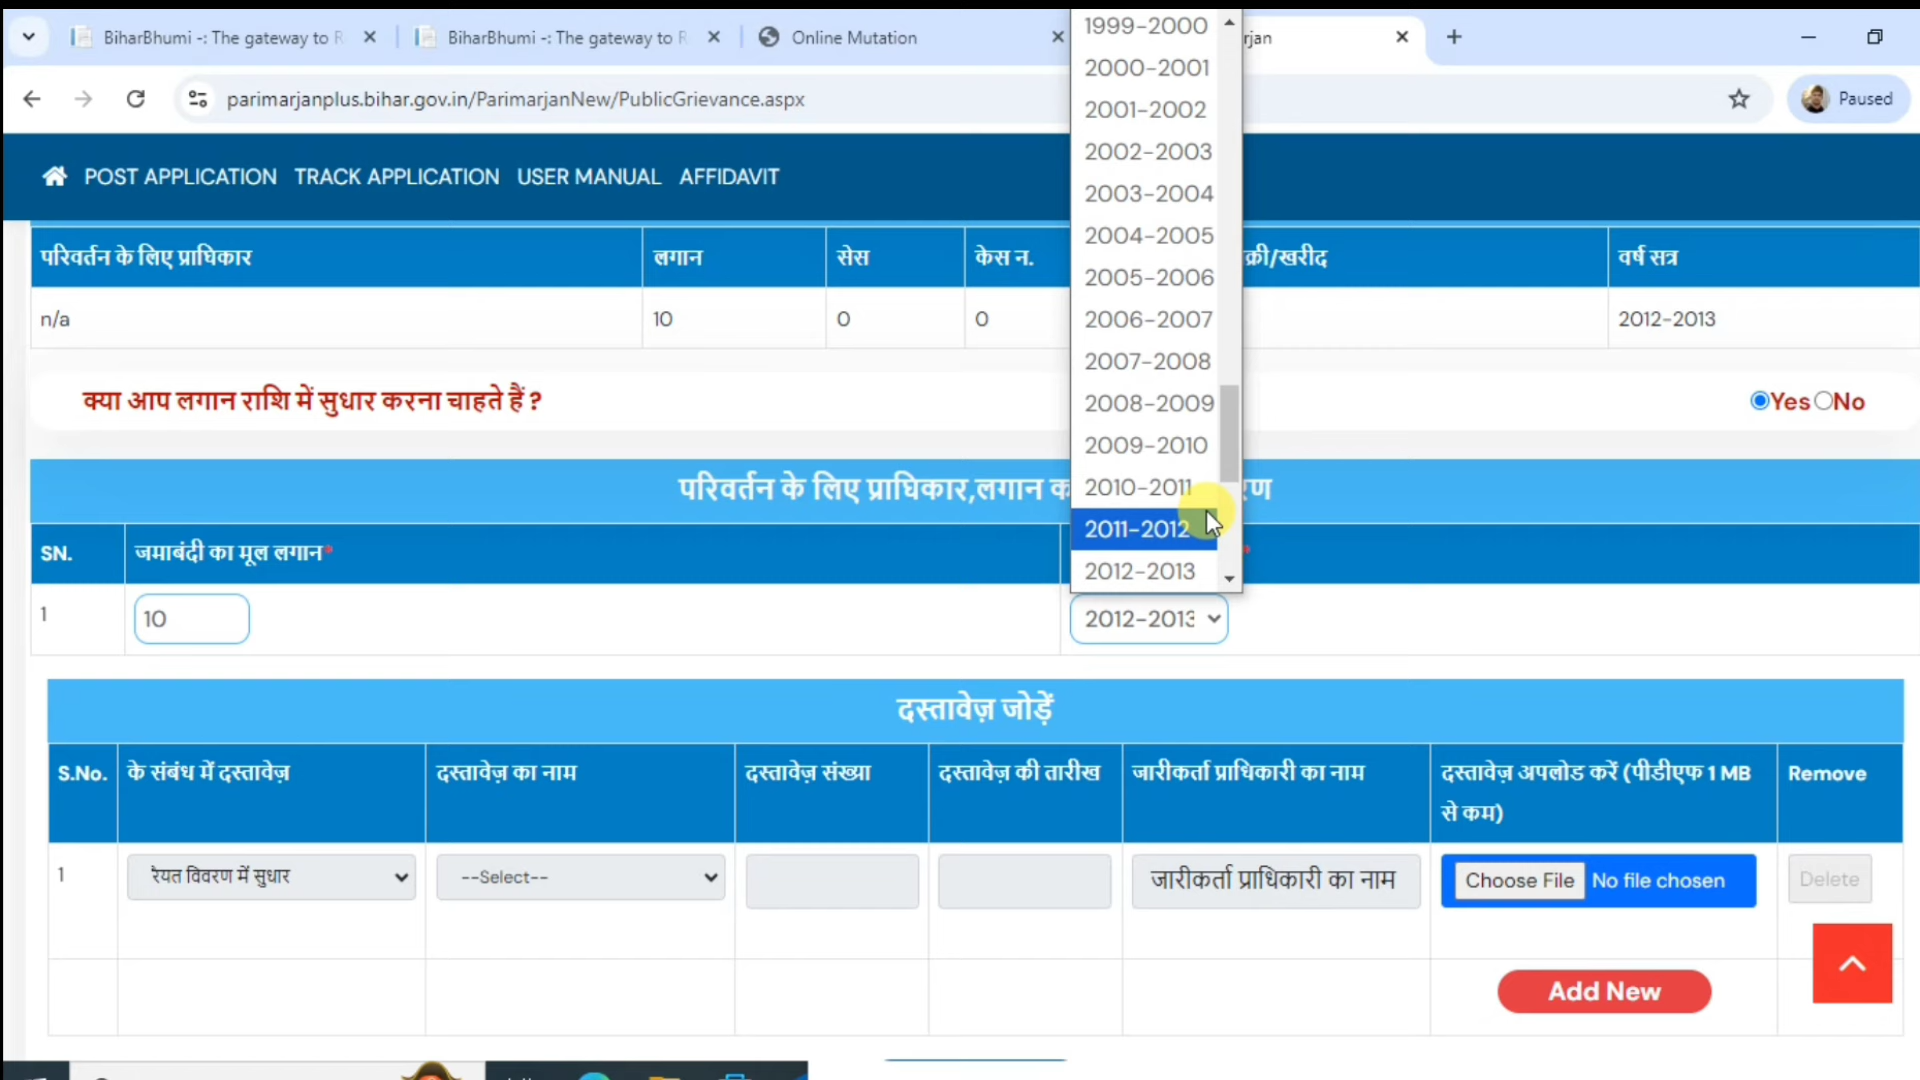 BiharBhumi -: The gateway to R
BiharBhumi -: The gateway to R
Online Mutation
rjan
parimarjanplus.bihar.gov.in/ParimarjanNew/PublicGrievance.aspx
Paused
POST APPLICATION TRACK APPLICATION USER MANUAL AFFIDAVIT
1999-2000
2000-2001
2001-2002
2002-2003
2003-2004
2004-2005
2005-2006
2006-2007
2007-2008
2008-2009
2009-2010
2010-2011
2011-2012
2012-2013
परिवर्तन के लिए प्राधिकार लगान सेस केस न. क्री/खरीद वर्ष सत्र
n/a 10 0 0 2012-2013
क्या आप लगान राशि में सुधार करना चाहते हैं ? Yes No
परिवर्तन के लिए प्राधिकार,लगान क रण
SN. जमाबंदी का मूल लगान* *
1 10 2012-2013
दस्तावेज़ जोड़ें
S.No. के संबंध में दस्तावेज़ दस्तावेज़ का नाम दस्तावेज़ संख्या दस्तावेज़ की तारीख जारीकर्ता प्राधिकारी का नाम दस्तावेज़ अपलोड करें (पीडीएफ 1 MB Remove
से कम)
1 रैयत विवरण में सुधार --Select-- जारीकर्ता प्राधिकारी का नाम Choose File No file chosen Delete
Add New